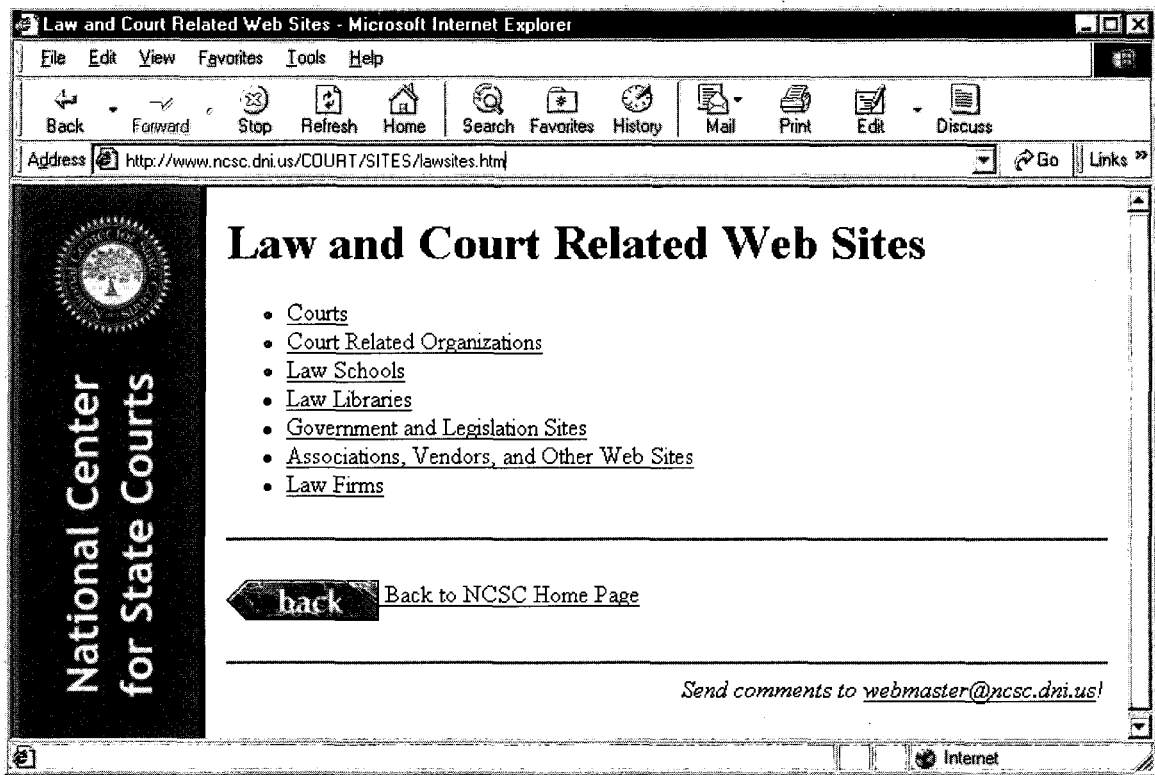 Law and Court Related Web Sites - Microsoft Internet Explorer
File Edit View Favorites Tools Help
Back Forward Stop Refresh Home Search Favorites History Mail Print Edit Discuss
Address http://www.ncsc.dni.us/COURT/SITES/lawsites.htm Go Links »
National Center
for State Courts
Law and Court Related Web Sites
• Courts
• Court Related Organizations
• Law Schools
• Law Libraries
• Government and Legislation Sites
• Associations, Vendors, and Other Web Sites
• Law Firms
back Back to NCSC Home Page
Send comments to webmaster@ncsc.dni.us!
Internet